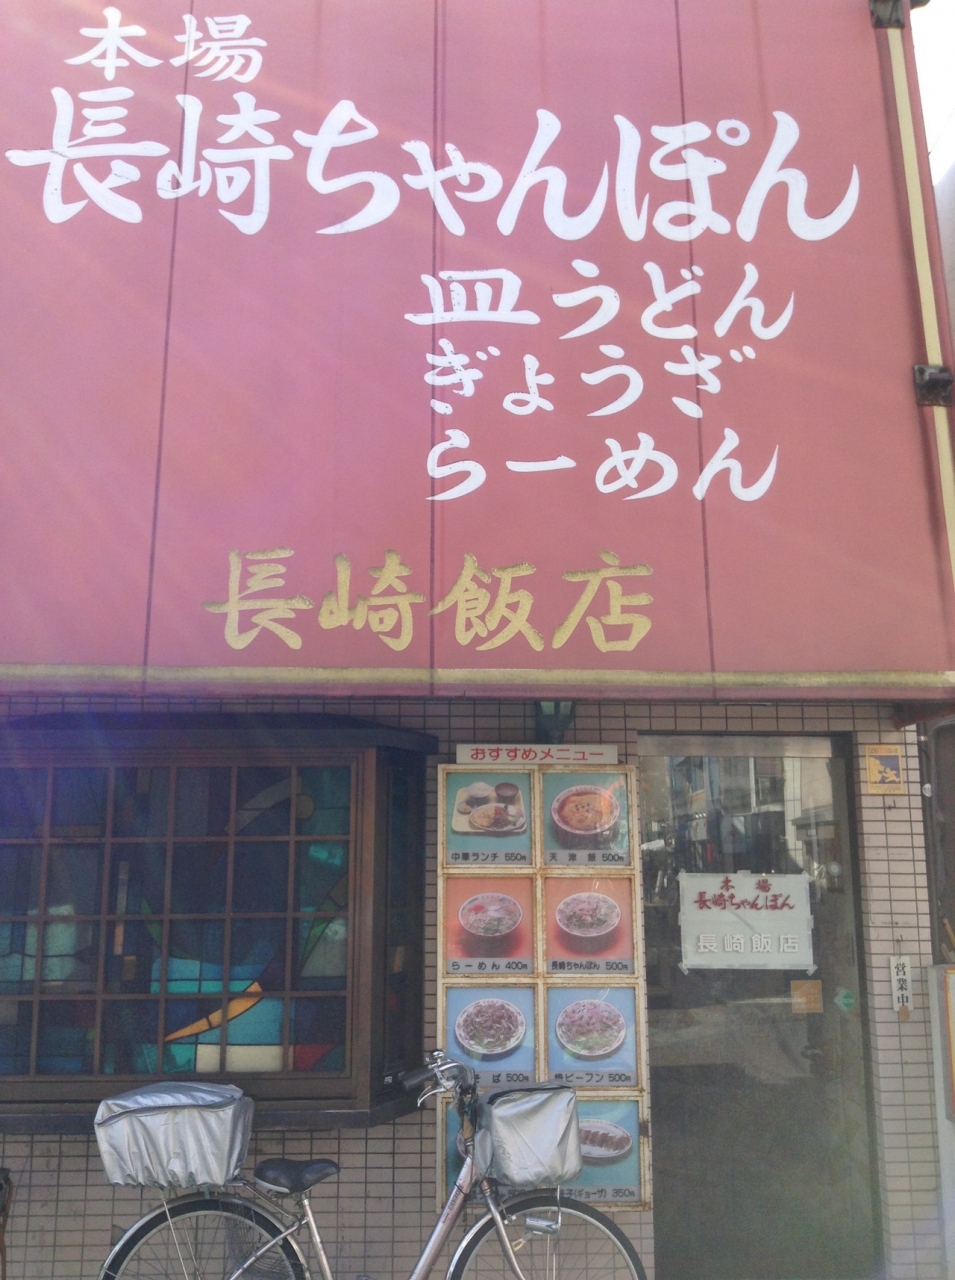 本場
長崎ちゃんぽん
皿うどん
ぎょうざ
らーめん
長崎飯店
おすすめメニュー
中華ランチ 550円
天津飯 500円
らーめん 400円
長崎ちゃんぽん 500円
そば 500円
焼ビーフン 500円
子(ギョーザ) 350円
本場
長崎ちゃんぽん
長崎飯店
営業中